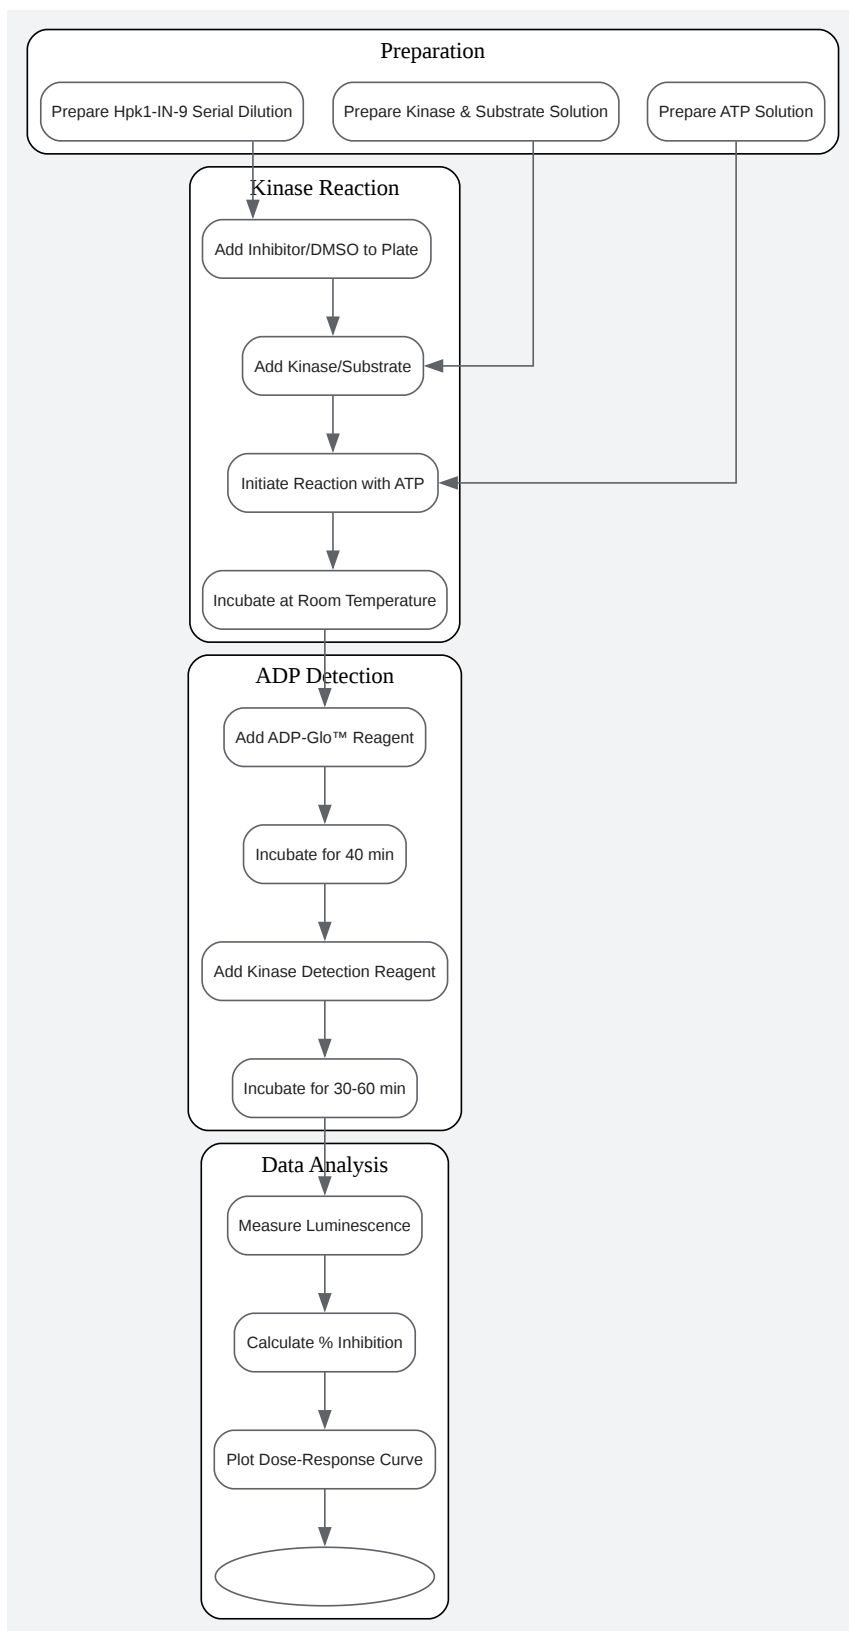 Preparation
Prepare Hpk1-IN-9 Serial Dilution
Prepare Kinase & Substrate Solution
Prepare ATP Solution
Kinase Reaction
Add Inhibitor/DMSO to Plate
Add Kinase/Substrate
Initiate Reaction with ATP
Incubate at Room Temperature
ADP Detection
Add ADP-Glo™ Reagent
Incubate for 40 min
Add Kinase Detection Reagent
Incubate for 30-60 min
Data Analysis
Measure Luminescence
Calculate % Inhibition
Plot Dose-Response Curve